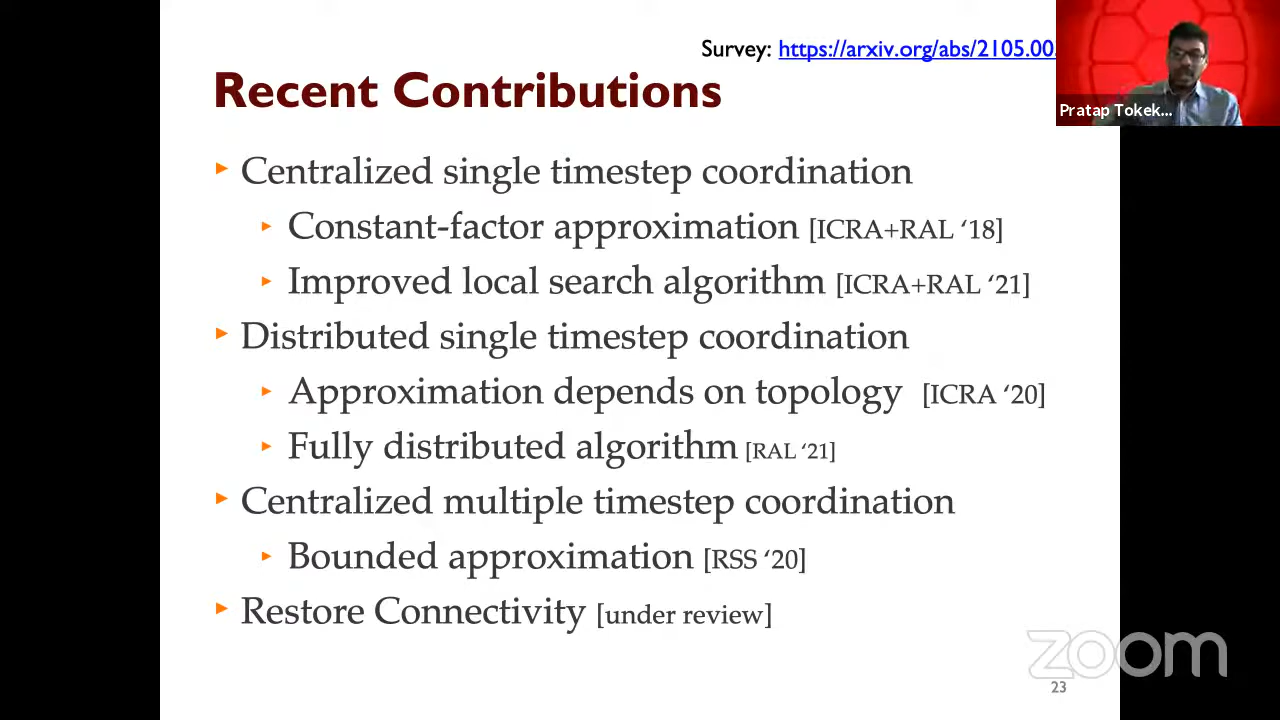 Survey: https://arxiv.org/abs/2105.00
Recent Contributions
Pratap Tokek...
‣ Centralized single timestep coordination
‣ Constant-factor approximation [ICRA+RAL ‘18]
‣ Improved local search algorithm [ICRA+RAL ‘21]
‣ Distributed single timestep coordination
‣ Approximation depends on topology [ICRA ‘20]
‣ Fully distributed algorithm [RAL ‘21]
‣ Centralized multiple timestep coordination
‣ Bounded approximation [RSS ‘20]
‣ Restore Connectivity [under review]
zoom
23